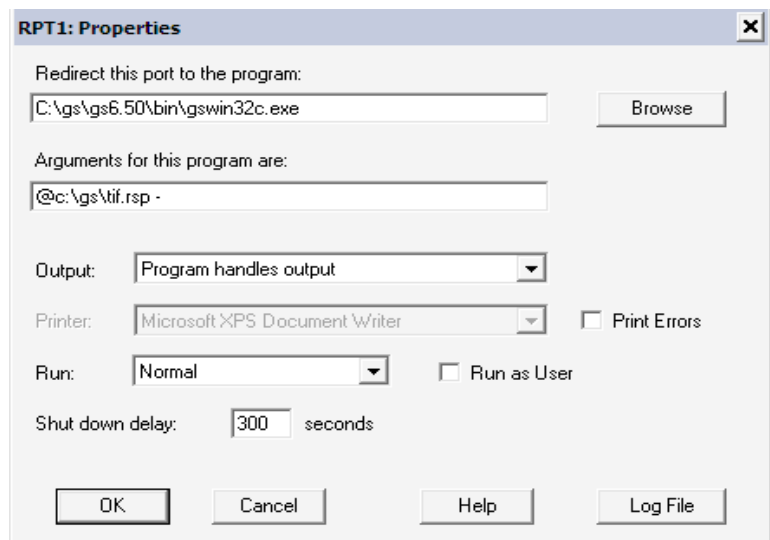 RPT1: Properties
Redirect this port to the program:
C:\gs\gs6.50\bin\gswin32c.exe
Browse
Arguments for this program are:
@c:\gs\tif.rsp -
Output: Program handles output
Printer: Microsoft XPS Document Writer Print Errors
Run: Normal Run as User
Shut down delay: 300 seconds
OK Cancel Help Log File